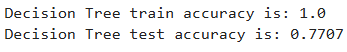 Decision Tree train accuracy is: 1.0
Decision Tree test accuracy is: 0.7707